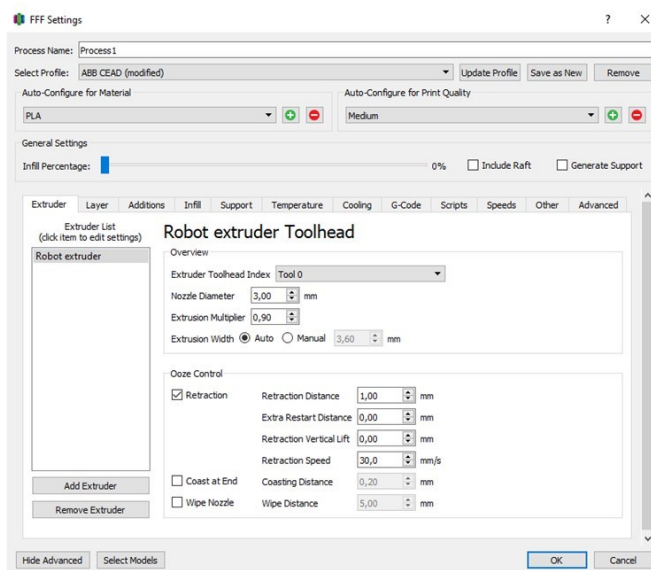 FFF Settings
Process Name: Process1
Select Profile: ABB CEAD (modified) Update Profile Save as New Remove
Auto-Configure for Material Auto-Configure for Print Quality
PLA Medium
General Settings
Infill Percentage: 0% Include Raft Generate Support
Extruder Layer Additions Infill Support Temperature Cooling G-Code Scripts Speeds Other Advanced
Extruder List
(click item to edit settings)
Robot extruder
Add Extruder
Remove Extruder
Robot extruder Toolhead
Overview
Extruder Toolhead Index Tool 0
Nozzle Diameter 3,00 mm
Extrusion Multiplier 0,90
Extrusion Width Auto Manual 3,60 mm
Ooze Control
Retraction Retraction Distance 1,00 mm
Extra Restart Distance 0,00 mm
Retraction Vertical Lift 0,00 mm
Retraction Speed 30,0 mm/s
Coast at End Coasting Distance 0,20 mm
Wipe Nozzle Wipe Distance 5,00 mm
Hide Advanced Select Models OK Cancel